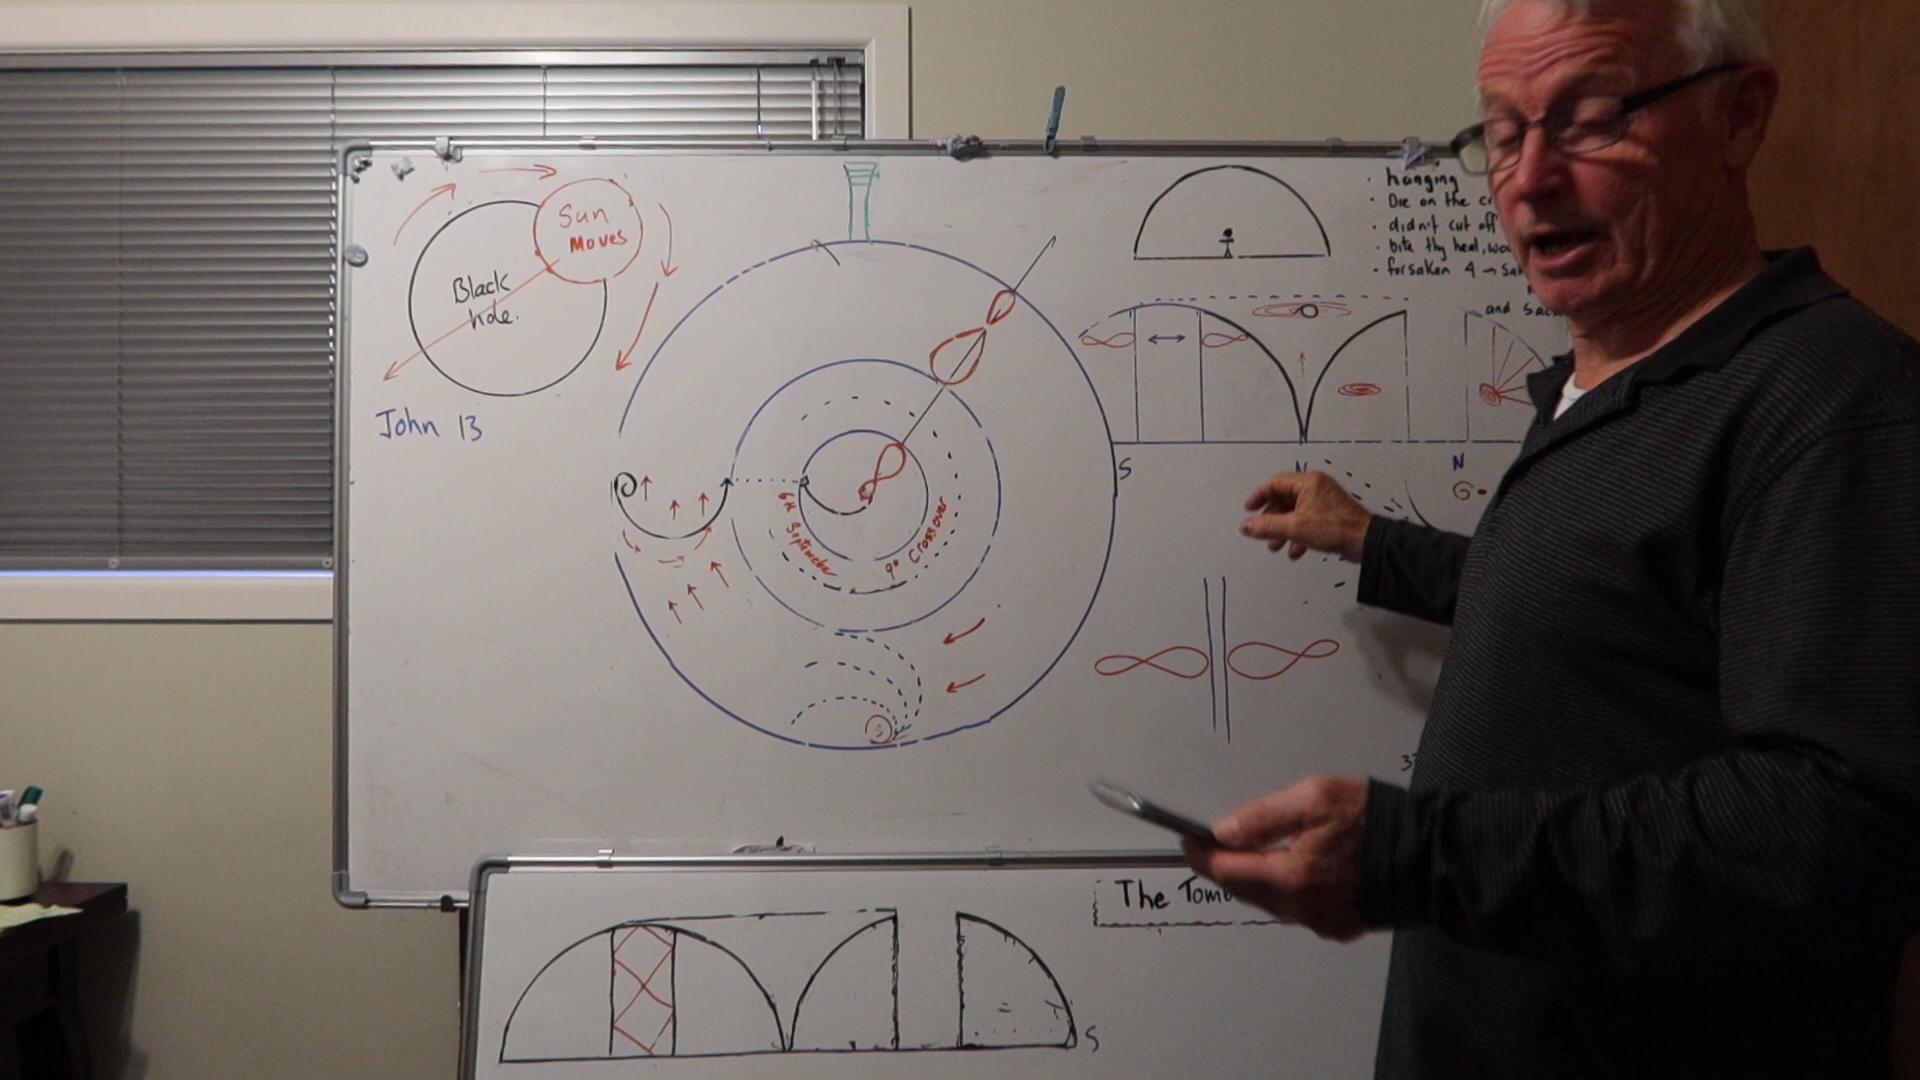 Sun
Moves
Black
hole.
John 13
6th September
9° Crossover
• hanging
• Die on the
• didn't cut off
• bite thy heel,
• forsaken 4 →
and
S
N
N
G•
The Tomb
S